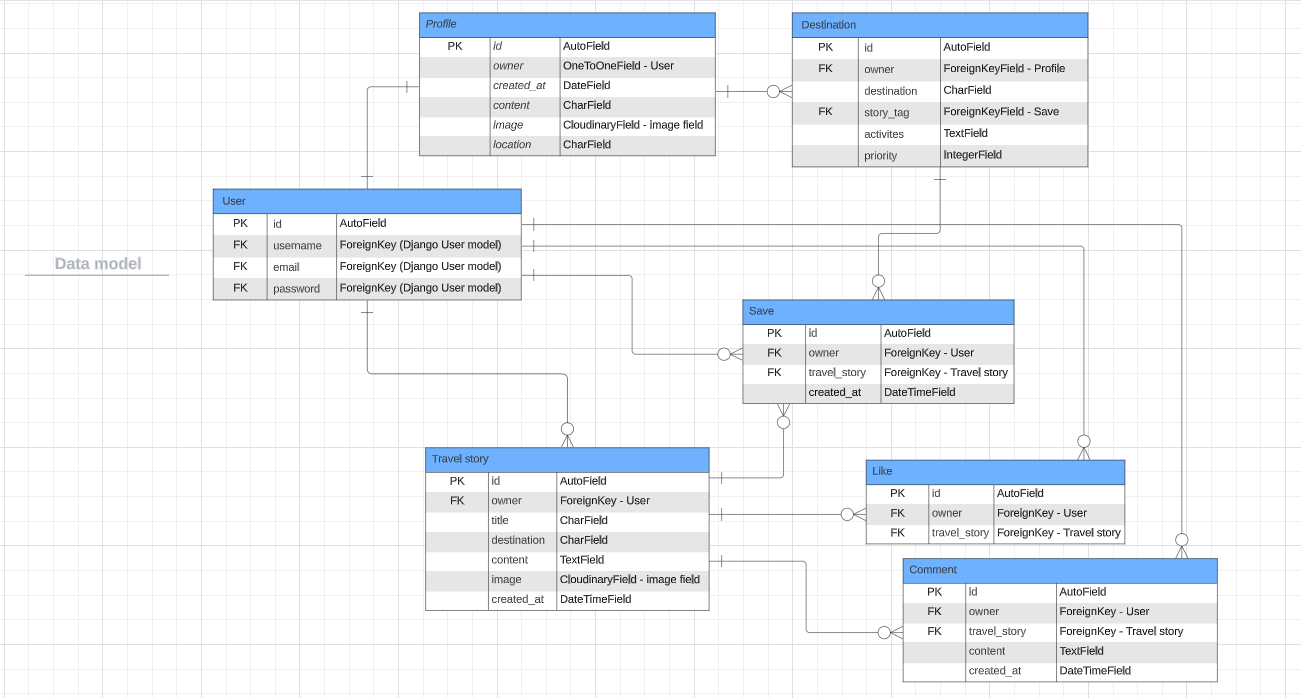 Profile
PK id AutoField
owner OneToOneField - User
created_at DateField
content CharField
Image CloudinaryField - Image field
location CharField
Destination
PK id AutoField
FK owner ForeignKeyField - Profile
destination CharField
FK story_tag ForeignKeyField - Save
activites TextField
priority IntegerField
Data model
User
PK id AutoField
FK username ForeignKey (Django User model)
FK email ForeignKey (Django User model)
FK password ForeignKey (Django User model)
Save
PK id AutoField
FK owner ForeignKey - User
FK travel_story ForeignKey - Travel story
created_at DateTimeField
Travel story
PK id AutoField
FK owner ForeignKey - User
title CharField
destination CharField
content TextField
image CloudinaryField - image field
created_at DateTimeField
Like
PK id AutoField
FK owner ForeignKey - User
FK travel_story ForeignKey - Travel story
Comment
PK id AutoField
FK owner ForeignKey - User
FK travel_story ForeignKey - Travel story
content TextField
created_at DateTimeField